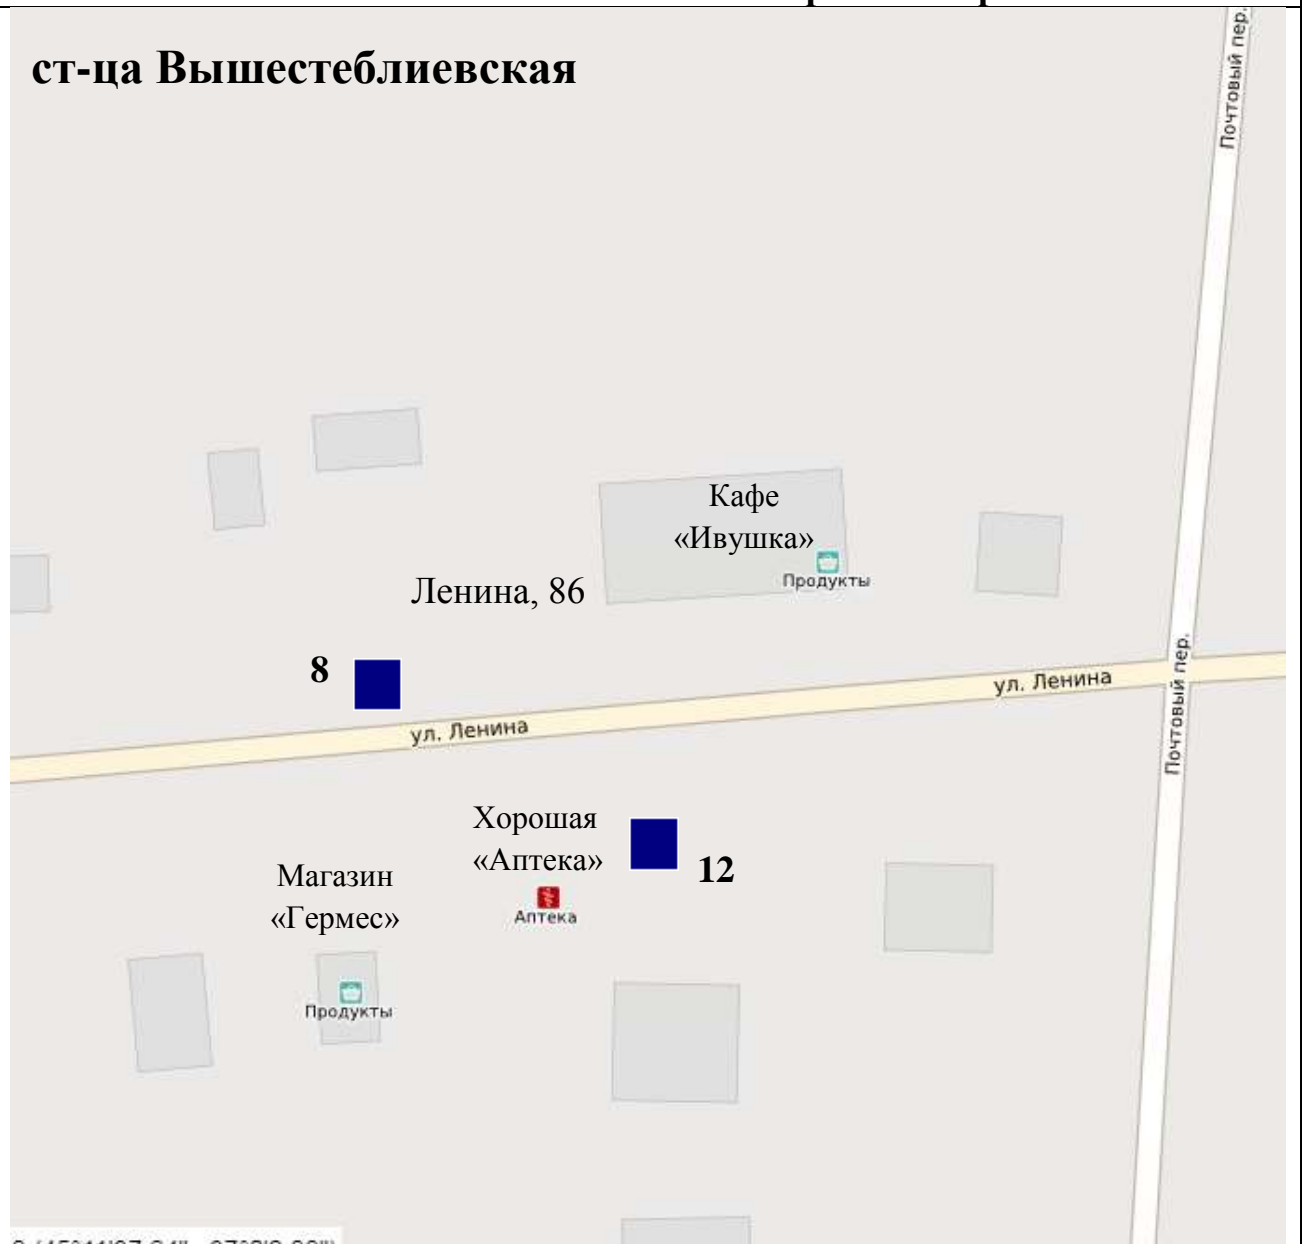 ст-ца Вышестеблиевская
Почтовый пер.
Кафе
«Ивушка»
Продукты
Ленина, 86
8
ул. Ленина
ул. Ленина
Почтовый пер.
Хорошая
«Аптека»
12
Аптека
Магазин
«Гермес»
Продукты